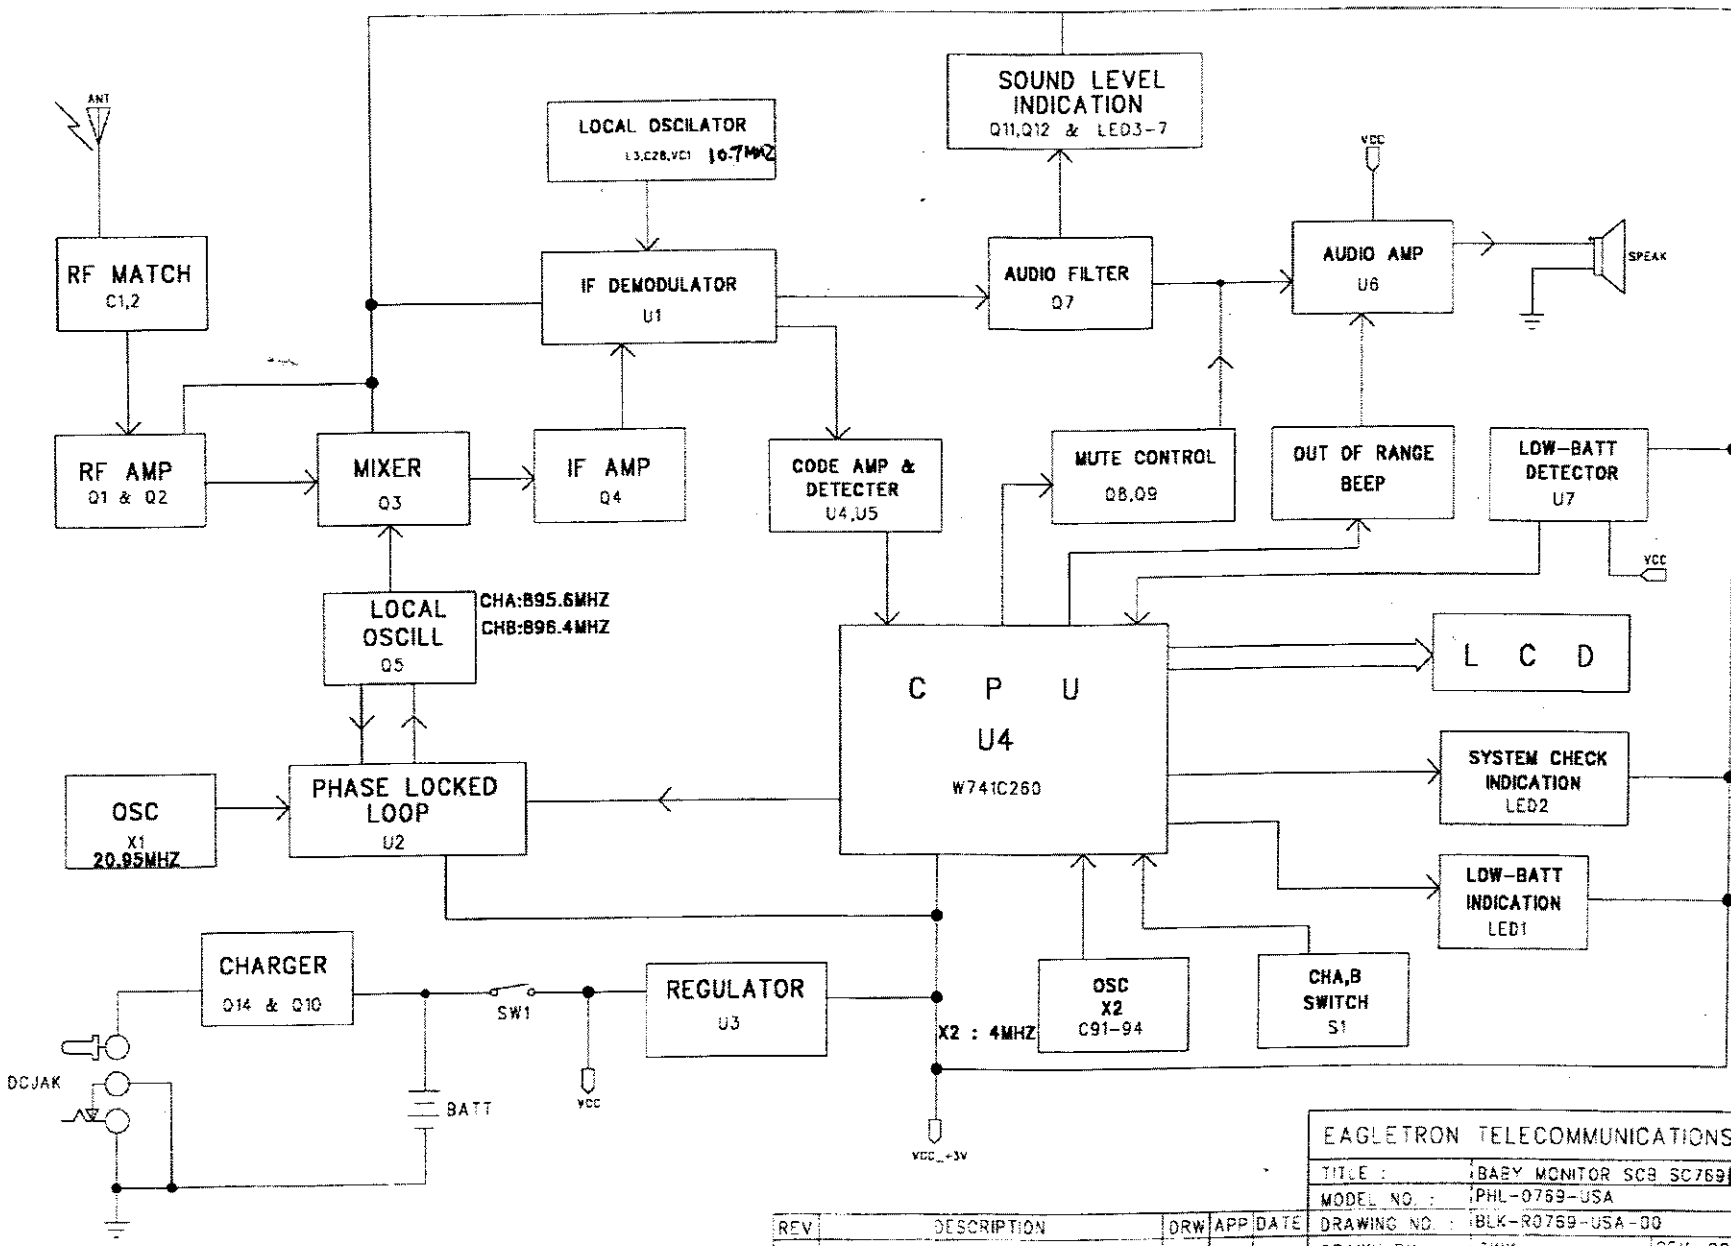 ANT
RF MATCH
C1,2
LOCAL OSCILATOR
L3,C28,VC1 10.7MHZ
SOUND LEVEL
INDICATION
Q11,Q12 & LED3-7
IF DEMODULATOR
U1
AUDIO FILTER
Q7
VCC
AUDIO AMP
U6
SPEAK
RF AMP
Q1 & Q2
MIXER
Q3
IF AMP
Q4
CODE AMP &
DETECTER
U4,U5
MUTE CONTROL
Q8,Q9
OUT OF RANGE
BEEP
LOW-BATT
DETECTOR
U7
VCC
LOCAL
OSCILL
Q5
CHA:895.6MHZ
CHB:896.4MHZ
C P U
U4
W741C260
L C D
OSC
X1
20.95MHZ
PHASE LOCKED
LOOP
U2
SYSTEM CHECK
INDICATION
LED2
LOW-BATT
INDICATION
LED1
CHARGER
Q14 & Q10
SW1
REGULATOR
U3
X2 : 4MHZ
OSC
X2
C91-94
CHA,B
SWITCH
S1
DCJAK
BATT
VCC
VCC_+3V
EAGLETRON TELECOMMUNICATIONS
TITLE : BABY MONITOR SCB SC769
MODEL NO. : PHL-0769-USA
REV DESCRIPTION DRW APP DATE
DRAWING NO. : BLK-R0769-USA-00